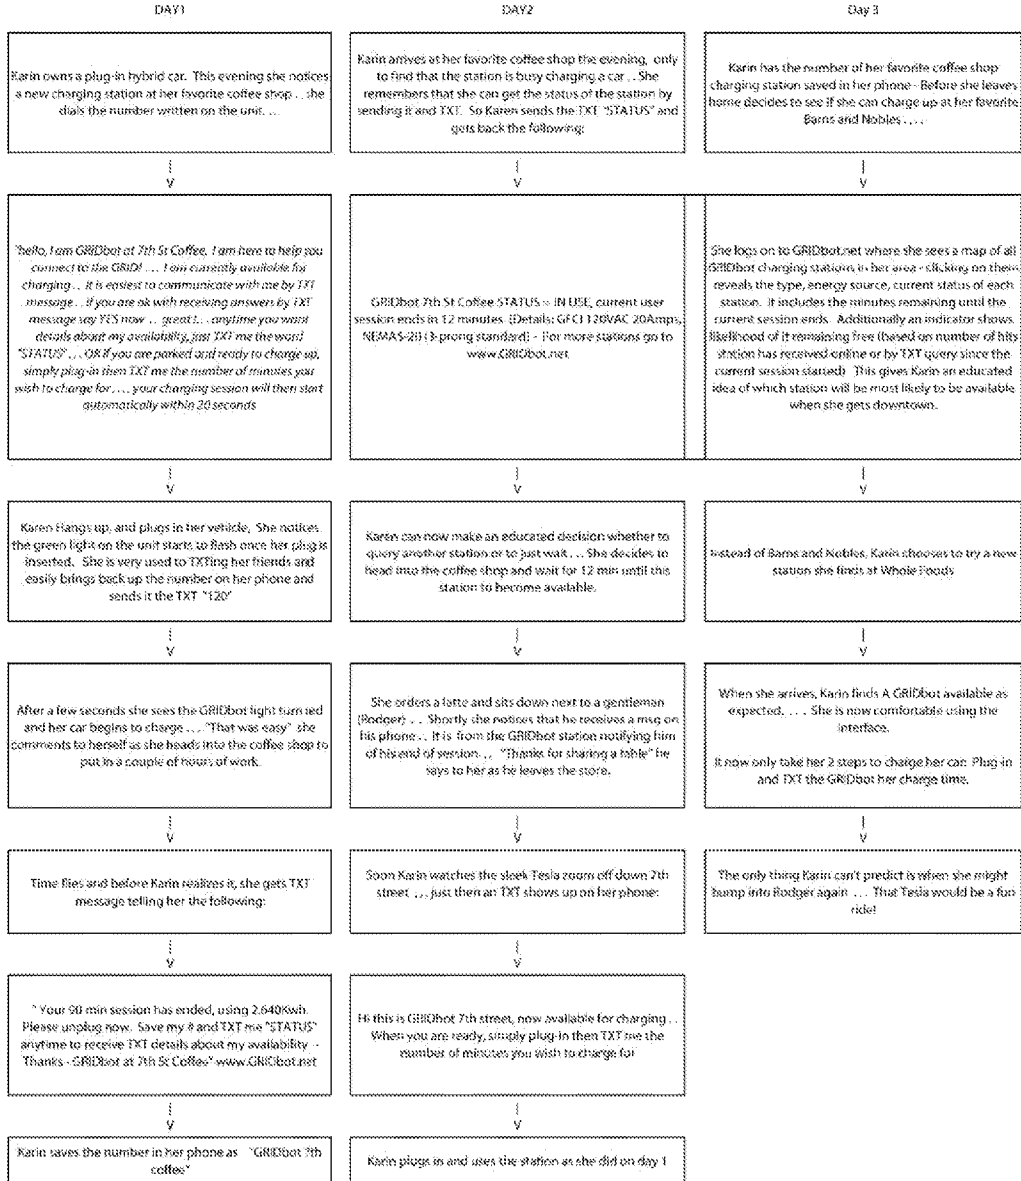 DAY1
Karin owns a plug-in hybrid car. This evening she notices
a new charging station at her favorite coffee shop . . she
dials the number written on the unit. . .
"hello, I am GRIDbot at 7th St Coffee, I am here to help you
connect to the GRID! . . . I am currently available for
charging . . it is easiest to communicate with me by TXT
message . . if you are ok with receiving answers by TXT
message say YES now . . great ! . . anytime you want
details about my availability, just TXT me the word
"STATUS" . . . OR if you are parked and ready to charge up,
simply plug-in then TXT me the number of minutes you
wish to charge for . . . . your charging session will then start
automatically within 20 seconds
Karen Hangs up, and plugs in her vehicle, She notices
the green light on the unit starts to flash once her plug is
inserted. She is very used to TXTing her friends and
easily brings back up the number on her phone and
sends it the TXT "120"
After a few seconds she sees the GRIDbot light turn red
and her car begins to charge . . . "That was easy" she
comments to herself as she heads into the coffee shop to
put in a couple of hours of work.
Time flies and before Karin realizes it, she gets TXT
message telling her the following:
" Your 90 min session has ended, using 2.640Kwh.
Please unplug now. Save my # and TXT me "STATUS"
anytime to receive TXT details about my availability -
Thanks - GRIDbot at 7th St Coffee" www.GRIDbot.net
Karin saves the number in her phone as "GRIDbot 7th
coffee"
DAY2
Karin arrives at her favorite coffee shop the evening, only
to find that the station is busy charging a car . . She
remembers that she can get the status of the station by
sending it and TXT. So Karen sends the TXT "STATUS" and
gets back the following:
GRIDbot 7th St Coffee STATUS = IN USE, current user
session ends in 12 minutes. (Details: GFCI 120VAC 20Amps,
NEMA5-20 (3-prong standard) - For more stations go to
www.GRIDbot.net
Karen can now make an educated decision whether to
query another station or to just wait . . . She decides to
head into the coffee shop and wait for 12 min until this
station to become available.
She orders a latte and sits down next to a gentleman
(Rodger) . . Shortly she notices that he receives a msg on
his phone . . It is from the GRIDbot station notifying him
of his end of session . . . "Thanks for sharing a table" he
says to her as he leaves the store.
Soon Karin watches the sleek Tesla zoom off down 7th
street . . . just then an TXT shows up on her phone:
Hi this is GRIDbot 7th street, now available for charging . .
When you are ready, simply plug-in then TXT me the
number of minutes you wish to charge for
Karin plugs in and uses the station as she did on day 1
Day 3
Karin has the number of her favorite coffee shop
charging station saved in her phone - Before she leaves
home decides to see if she can charge up at her favorite
Barns and Nobles . . . .
She logs on to GRIDbot.net where she sees a map of all
GRIDbot charging stations in her area - clicking on them
reveals the type, energy source, current status of each
station. It includes the minutes remaining until the
current session ends. Additionally an indicator shows
likelihood of it remaining free (based on number of hits
station has received online or by TXT query since the
current session started) This gives Karin an educated
idea of which station will be most likely to be available
when she gets downtown.
Instead of Barns and Nobles, Karin chooses to try a new
station she finds at Whole Foods
When she arrives, Karin finds A GRIDbot available as
expected. . . . She is now comfortable using the
interface.
It now only take her 2 steps to charge her car. Plug-in
and TXT the GRIDbot her charge time.
The only thing Karin can't predict is when she might
bump into Rodger again . . . That Tesla would be a fun
ride!